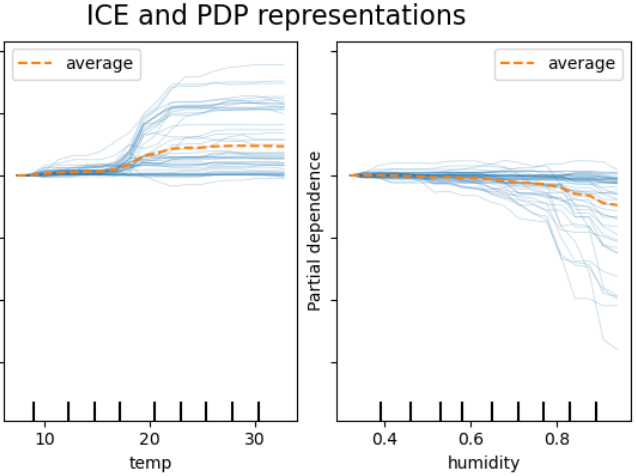 ICE and PDP representations
average
average
Partial dependence
10
20
30
0.4
0.6
0.8
temp
humidity